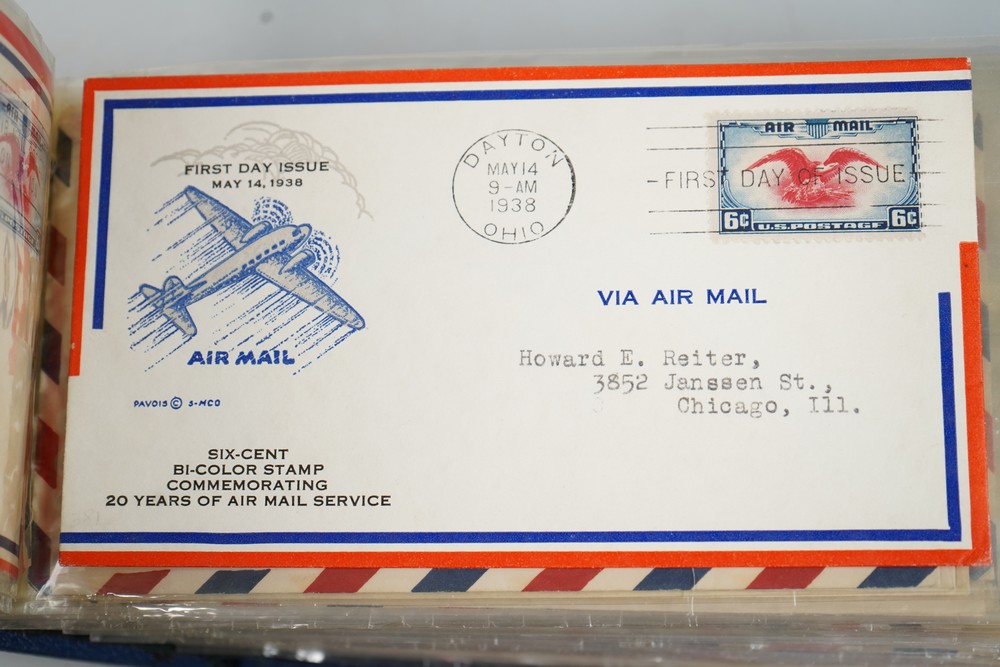 FIRST DAY ISSUE
MAY 14, 1938
AIR MAIL
PAVOIS © S-MCO
SIX-CENT
BI-COLOR STAMP
COMMEMORATING
20 YEARS OF AIR MAIL SERVICE
DAYTON
MAY 14
9-AM
1938
OHIO
AIR MAIL
FIRST DAY OF ISSUE
6c 6c
U.S. POSTAGE
VIA AIR MAIL
Howard E. Reiter,
3852 Janssen St.,
Chicago, Ill.